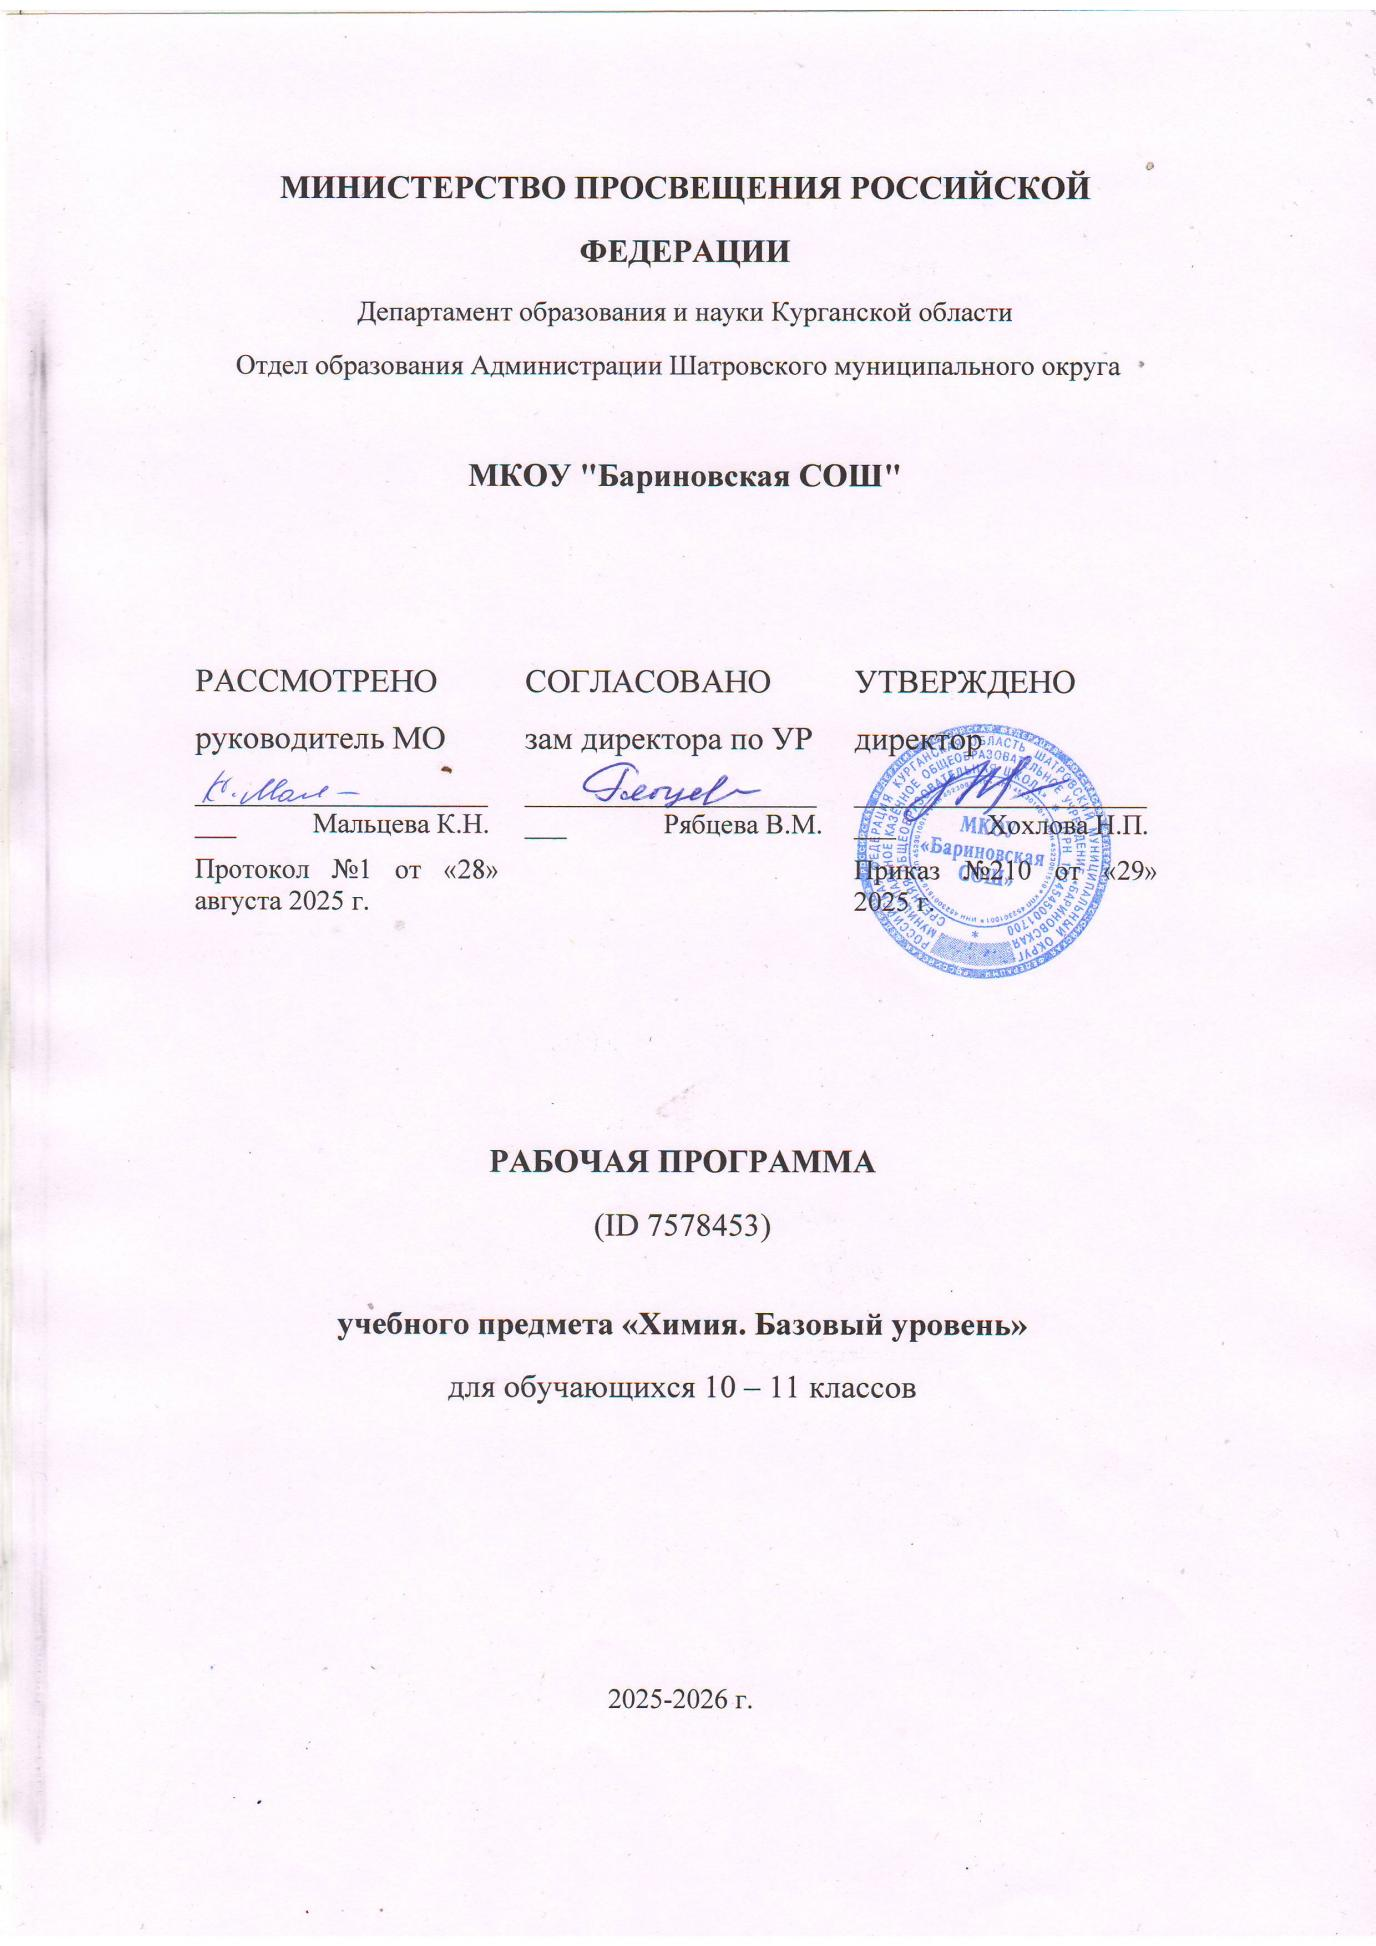 МИНИСТЕРСТВО ПРОСВЕЩЕНИЯ РОССИЙСКОЙ
ФЕДЕРАЦИИ
Департамент образования и науки Курганской области
Отдел образования Администрации Шатровского муниципального округа
МКОУ "Бариновская СОШ"
РАССМОТРЕНО
руководитель МО
Мальцева К.Н.
Протокол №1 от «28»
августа 2025 г.
СОГЛАСОВАНО
зам директора по УР
Рябцева В.М.
УТВЕРЖДЕНО
директор
Хохлова Н.П.
Приказ №210 от «29»
2025 г.
МКОУ
«Бариновская
СОШ»
РАБОЧАЯ ПРОГРАММА
(ID 7578453)
учебного предмета «Химия. Базовый уровень»
для обучающихся 10 – 11 классов
2025-2026 г.